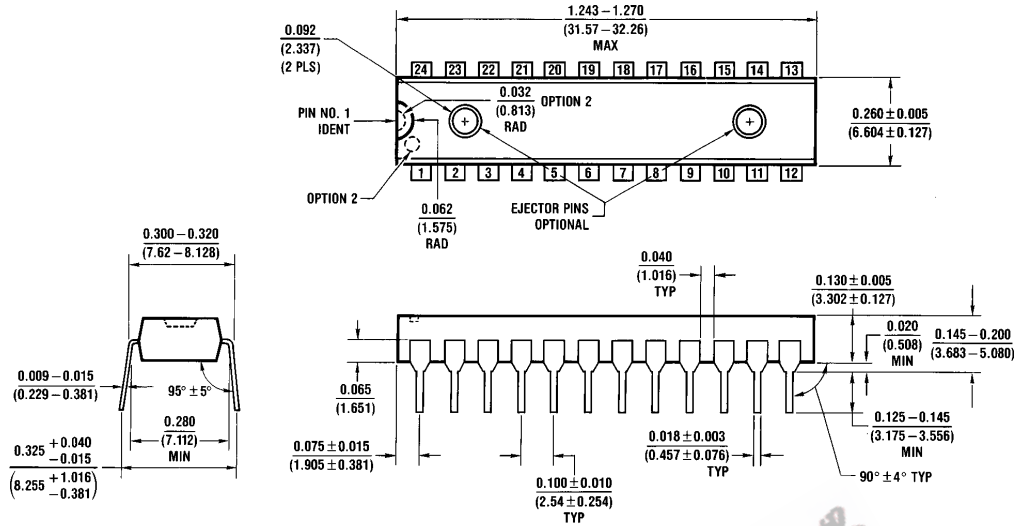 1.243 – 1.270
(31.57 – 32.26)
MAX
0.092
(2.337)
(2 PLS)
24 23 22 21 20 19 18 17 16 15 14 13
0.032
(0.813)
RAD
OPTION 2
PIN NO. 1
IDENT
0.260 ± 0.005
(6.604 ± 0.127)
1 2 3 4 5 6 7 8 9 10 11 12
OPTION 2
0.062
(1.575)
RAD
EJECTOR PINS
OPTIONAL
0.300 – 0.320
(7.62 – 8.128)
0.040
(1.016)
TYP
0.130 ± 0.005
(3.302 ± 0.127)
0.020
(0.508)
MIN
0.145 – 0.200
(3.683 – 5.080)
0.009 – 0.015
(0.229 – 0.381)
95° ± 5°
0.280
(7.112)
MIN
0.065
(1.651)
0.325 +0.040 −0.015
(8.255 +1.016 −0.381)
0.075 ± 0.015
(1.905 ± 0.381)
0.100 ± 0.010
(2.54 ± 0.254)
TYP
0.018 ± 0.003
(0.457 ± 0.076)
TYP
0.125 – 0.145
(3.175 – 3.556)
MIN
90° ± 4° TYP